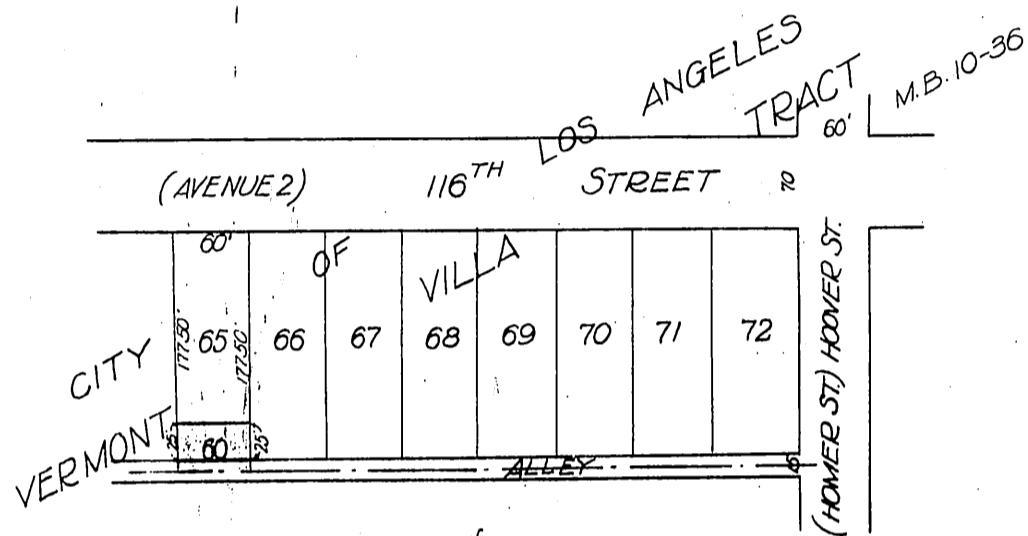 CITY OF LOS ANGELES
VERMONT VILLA TRACT M.B. 10-36
60'
(AVENUE 2) 116TH STREET 70
60'
177.50' 65 177.50' 66 67 68 69 70 71 72
25' 60' 25'
ALLEY
(HOMER ST.) HOOVER ST.